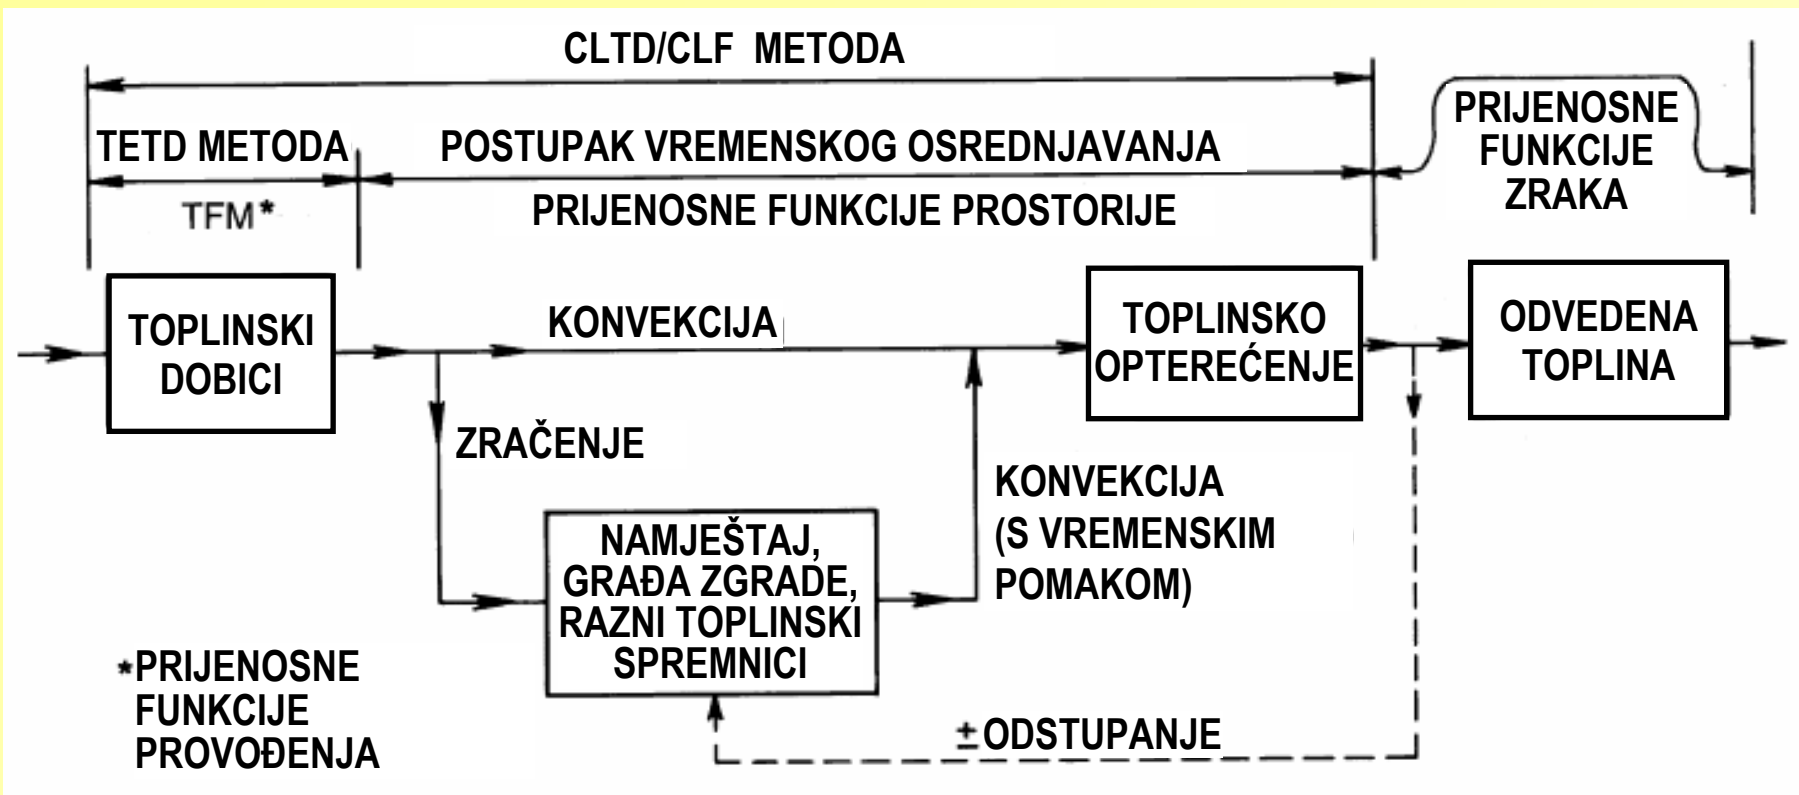 CLTD/CLF METODA
TETD METODA
POSTUPAK VREMENSKOG OSREDNJAVANJA
PRIJENOSNE
FUNKCIJE
ZRAKA
TFM*
PRIJENOSNE FUNKCIJE PROSTORIJE
TOPLINSKI
DOBICI
KONVEKCIJA
TOPLINSKO
OPTEREĆENJE
ODVEDENA
TOPLINA
ZRAČENJE
KONVEKCIJA
(S VREMENSKIM
POMAKOM)
NAMJEŠTAJ,
GRAĐA ZGRADE,
RAZNI TOPLINSKI
SPREMNICI
*PRIJENOSNE
FUNKCIJE
PROVOĐENJA
±ODSTUPANJE